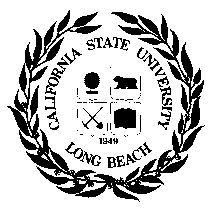 CALIFORNIA STATE UNIVERSITY
1949
LONG BEACH